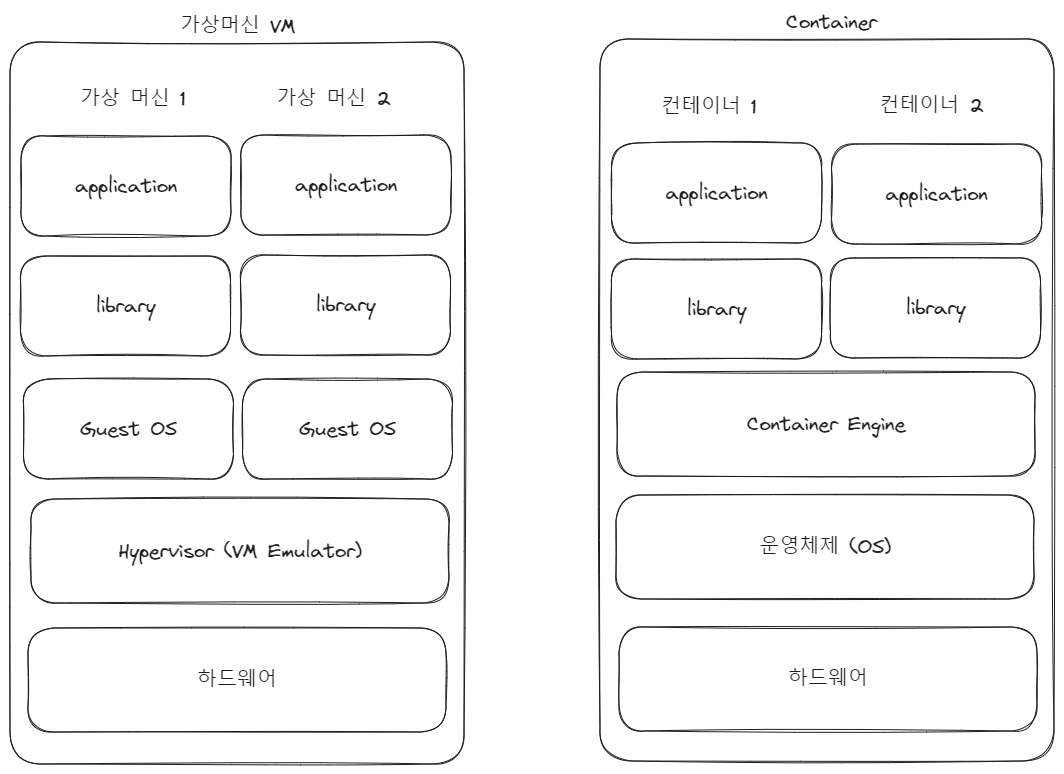 가상머신 VM
가상 머신 1
가상 머신 2
application
application
library
library
Guest OS
Guest OS
Hypervisor (VM Emulator)
하드웨어
Container
컨테이너 1
컨테이너 2
application
application
library
library
Container Engine
운영체제 (OS)
하드웨어